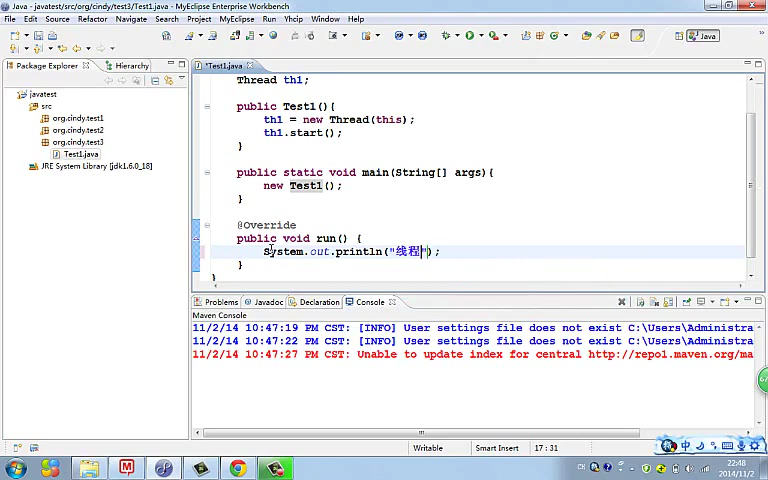 Java - javatest/src/org/cindy/test3/Test1.java - MyEclipse Enterprise Workbench
File Edit Source Refactor Navigate Search Project MyEclipse Run Yhcip Window Help
Java
Package Explorer Hierarchy
javatest
src
org.cindy.test1
org.cindy.test2
org.cindy.test3
Test1.java
JRE System Library [jdk1.6.0_18]
*Test1.java
Thread th1;
public Test1(){
th1 = new Thread(this);
th1.start();
}
public static void main(String[] args){
new Test1();
}
@Override
public void run() {
System.out.println("线程");
}
}
Problems Javadoc Declaration Console
Maven Console
11/2/14 10:47:19 PM CST: [INFO] User settings file does not exist C:\Users\Administra
11/2/14 10:47:22 PM CST: [INFO] User settings file does not exist C:\Users\Administra
11/2/14 10:47:27 PM CST: Unable to update index for central http://repo1.maven.org/ma
Writable Smart Insert 17 : 31
中
CH
22:48
2014/11/2